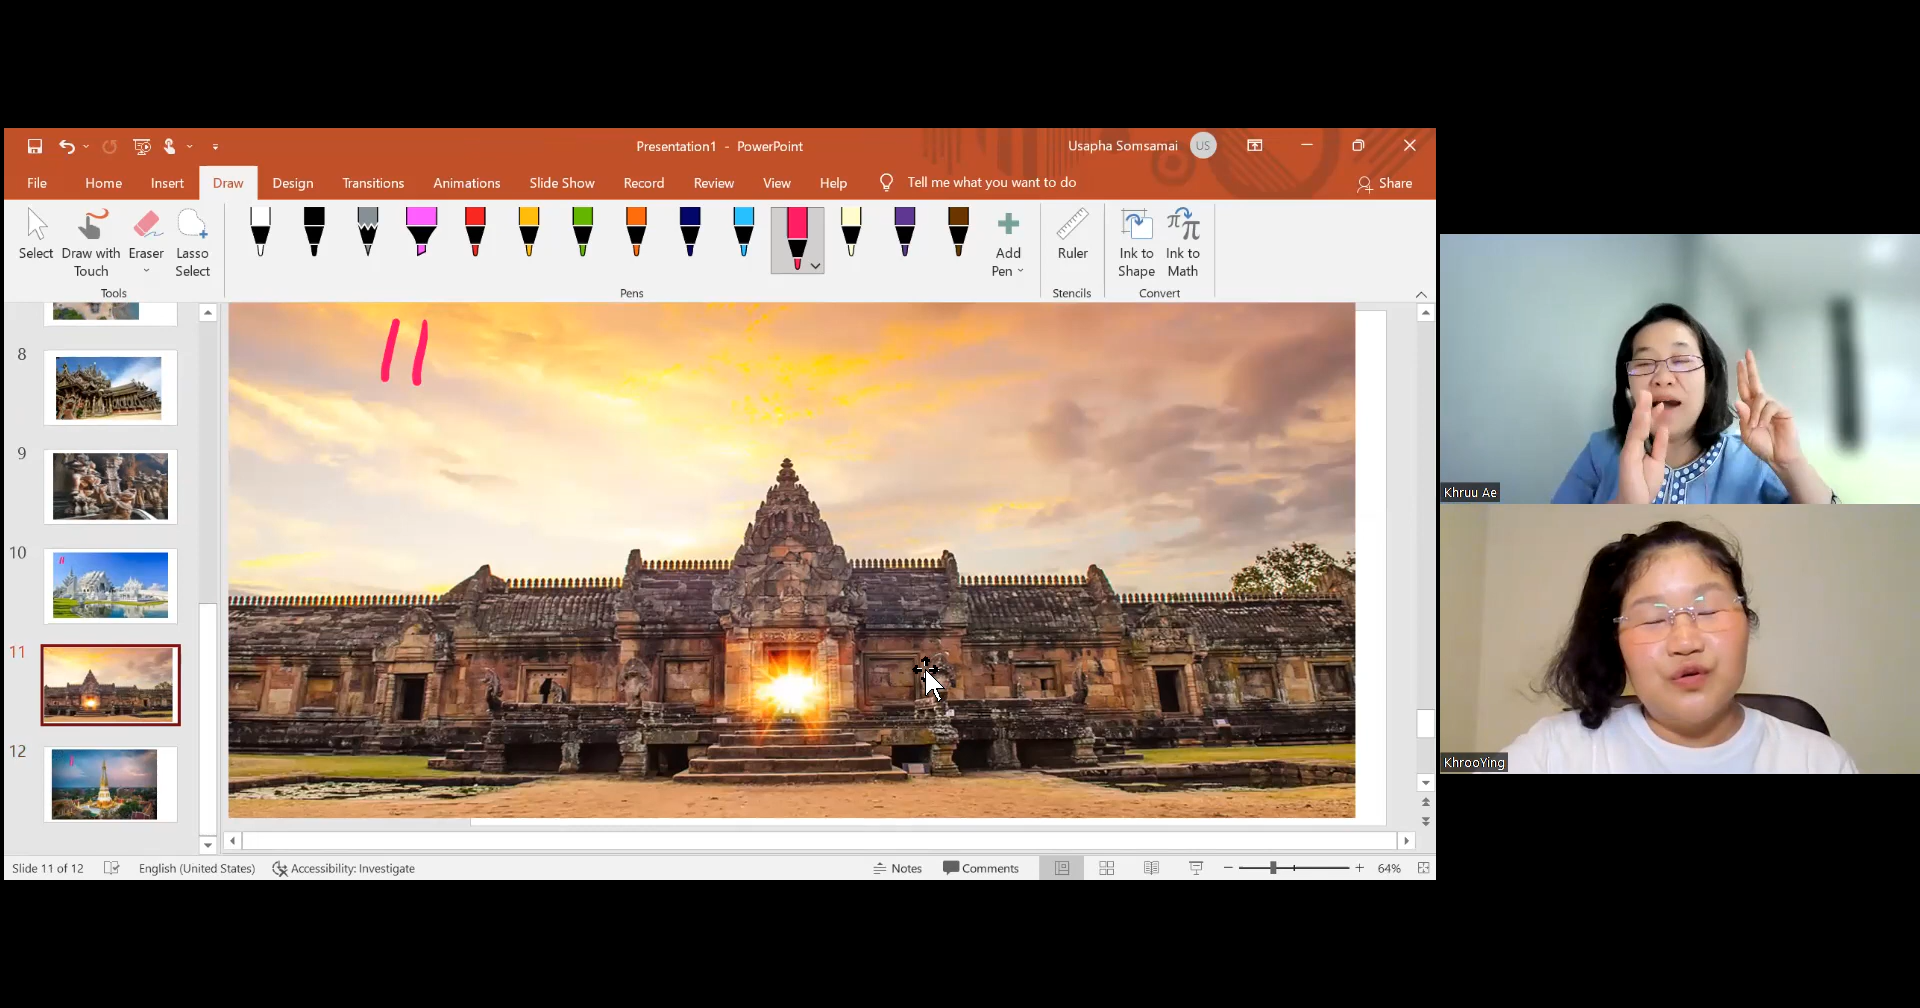 Presentation1 - PowerPoint
Usapha Somsamai
US
File
Home
Insert
Draw
Design
Transitions
Animations
Slide Show
Record
Review
View
Help
Tell me what you want to do
Share
Select
Draw with
Touch
Eraser
Lasso
Select
Tools
Pens
Add
Pen
Ruler
Stencils
Ink to
Shape
Ink to
Math
Convert
8
9
10
11
12
11
Khruu Ae
KhrooYing
Slide 11 of 12
English (United States)
Accessibility: Investigate
Notes
Comments
64%